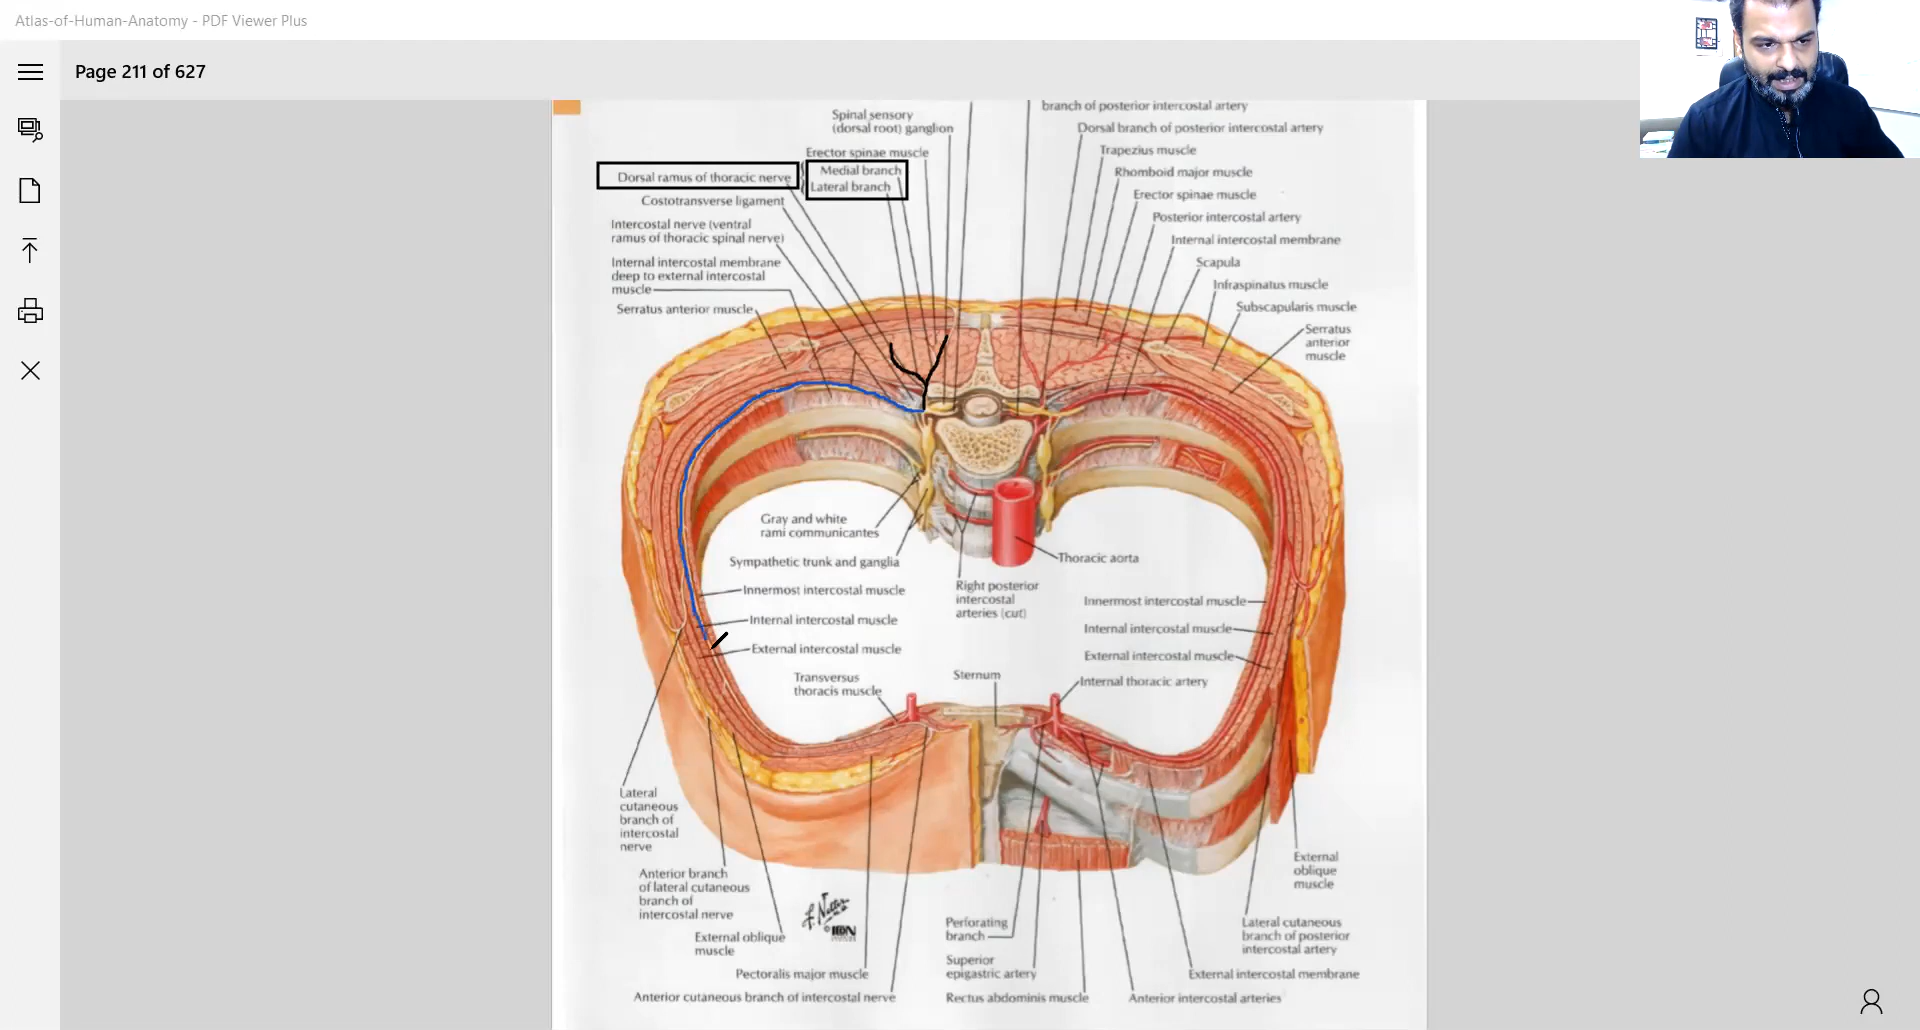 Atlas-of-Human-Anatomy - PDF Viewer Plus
Page 211 of 627
Spinal sensory
(dorsal root) ganglion
Erector spinae muscle
Dorsal ramus of thoracic nerve
Medial branch
Lateral branch
Costotransverse ligament
Intercostal nerve (ventral
ramus of thoracic spinal nerve)
Internal intercostal membrane
deep to external intercostal
muscle
Serratus anterior muscle
branch of posterior intercostal artery
Dorsal branch of posterior intercostal artery
Trapezius muscle
Rhomboid major muscle
Erector spinae muscle
Posterior intercostal artery
Internal intercostal membrane
Scapula
Infraspinatus muscle
Subscapularis muscle
Serratus
anterior
muscle
Gray and white
rami communicantes
Sympathetic trunk and ganglia
Innermost intercostal muscle
Internal intercostal muscle
External intercostal muscle
Transversus
thoracis muscle
Right posterior
intercostal
arteries (cut)
Thoracic aorta
Sternum
Innermost intercostal muscle
Internal intercostal muscle
External intercostal muscle
Internal thoracic artery
Lateral
cutaneous
branch of
intercostal
nerve
Anterior branch
of lateral cutaneous
branch of
intercostal nerve
External oblique
muscle
Pectoralis major muscle
Anterior cutaneous branch of intercostal nerve
F. Netter
©ICON
Perforating
branch
Superior
epigastric artery
Rectus abdominis muscle
External
oblique
muscle
Lateral cutaneous
branch of posterior
intercostal artery
External intercostal membrane
Anterior intercostal arteries